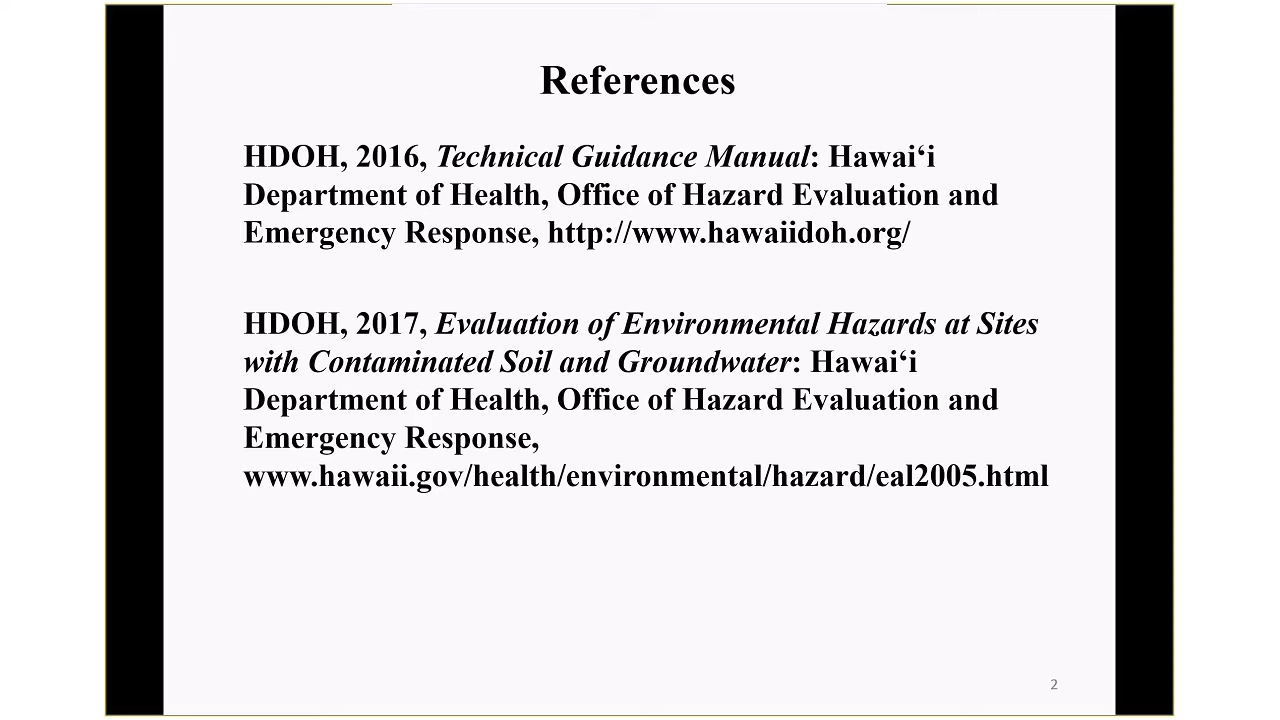 References
HDOH, 2016, Technical Guidance Manual: Hawai‘i
Department of Health, Office of Hazard Evaluation and
Emergency Response, http://www.hawaiidoh.org/
HDOH, 2017, Evaluation of Environmental Hazards at Sites
with Contaminated Soil and Groundwater: Hawai‘i
Department of Health, Office of Hazard Evaluation and
Emergency Response,
www.hawaii.gov/health/environmental/hazard/eal2005.html
2